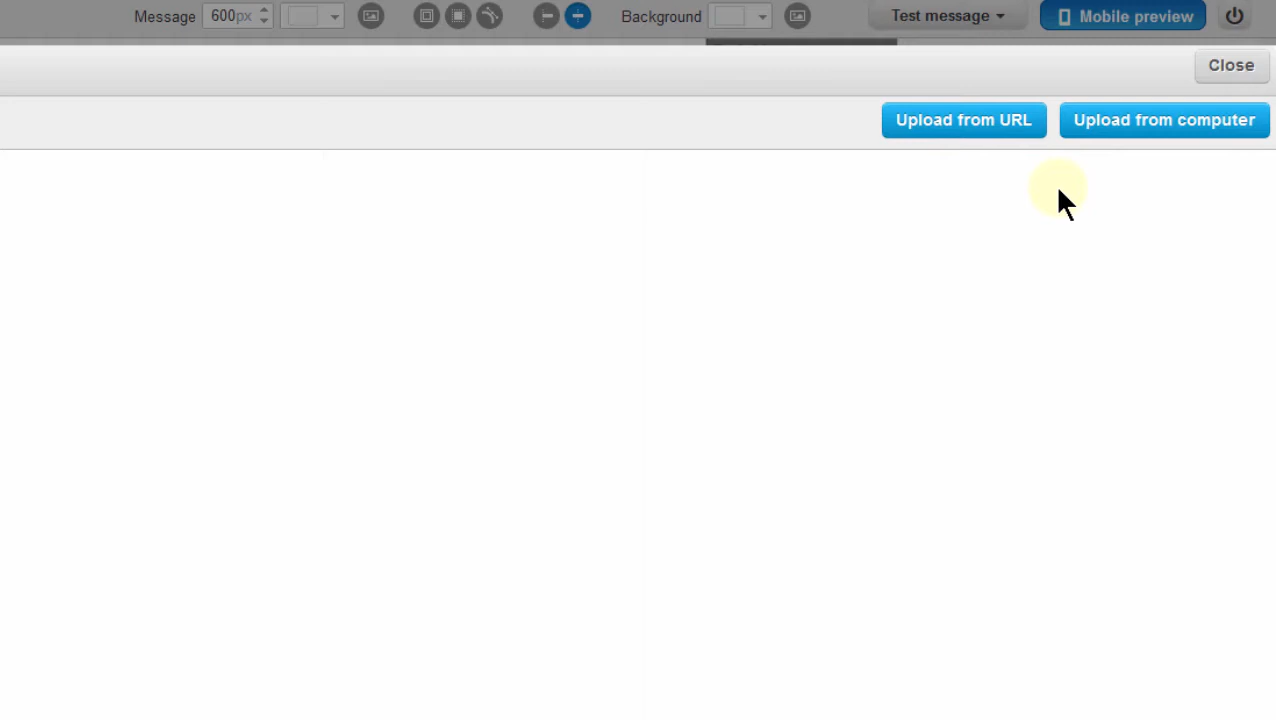 Message 600px Background Test message Mobile preview
Close
Upload from URL Upload from computer